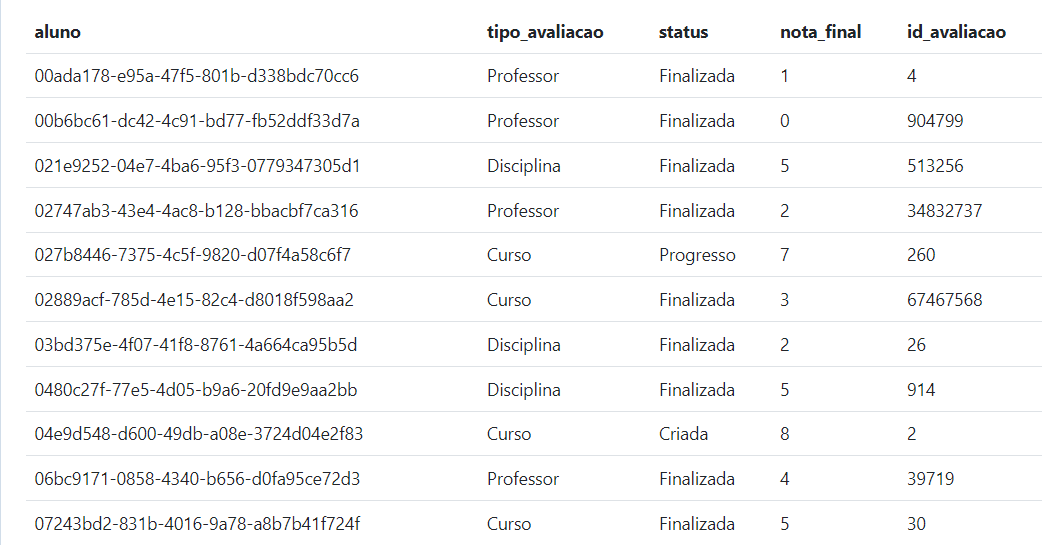 aluno tipo_avaliacao status nota_final id_avaliacao
00ada178-e95a-47f5-801b-d338bdc70cc6 Professor Finalizada 1 4
00b6bc61-dc42-4c91-bd77-fb52ddf33d7a Professor Finalizada 0 904799
021e9252-04e7-4ba6-95f3-0779347305d1 Disciplina Finalizada 5 513256
02747ab3-43e4-4ac8-b128-bbacbf7ca316 Professor Finalizada 2 34832737
027b8446-7375-4c5f-9820-d07f4a58c6f7 Curso Progresso 7 260
02889acf-785d-4e15-82c4-d8018f598aa2 Curso Finalizada 3 67467568
03bd375e-4f07-41f8-8761-4a664ca95b5d Disciplina Finalizada 2 26
0480c27f-77e5-4d05-b9a6-20fd9e9aa2bb Disciplina Finalizada 5 914
04e9d548-d600-49db-a08e-3724d04e2f83 Curso Criada 8 2
06bc9171-0858-4340-b656-d0fa95ce72d3 Professor Finalizada 4 39719
07243bd2-831b-4016-9a78-a8b7b41f724f Curso Finalizada 5 30